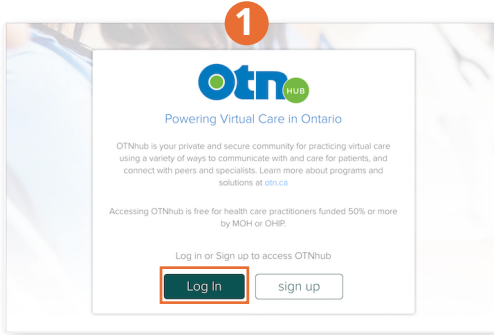 1
Otn HUB
Powering Virtual Care in Ontario
OTNhub is your private and secure community for practicing virtual care
using a variety of ways to communicate with and care for patients, and
connect with peers and specialists. Learn more about programs and
solutions at otn.ca
Accessing OTNhub is free for health care practitioners funded 50% or more
by MOH or OHIP.
Log in or Sign up to access OTNhub
Log In
sign up